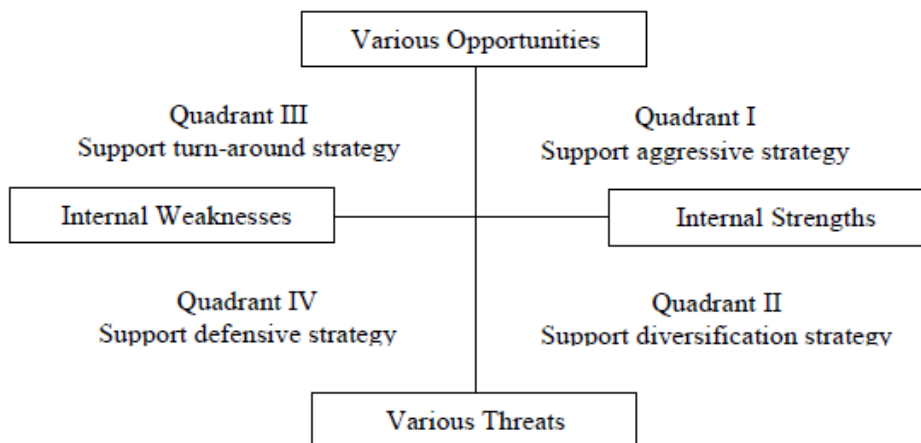 Various Opportunities
Quadrant III
Support turn-around strategy
Quadrant I
Support aggressive strategy
Internal Weaknesses
Internal Strengths
Quadrant IV
Support defensive strategy
Quadrant II
Support diversification strategy
Various Threats